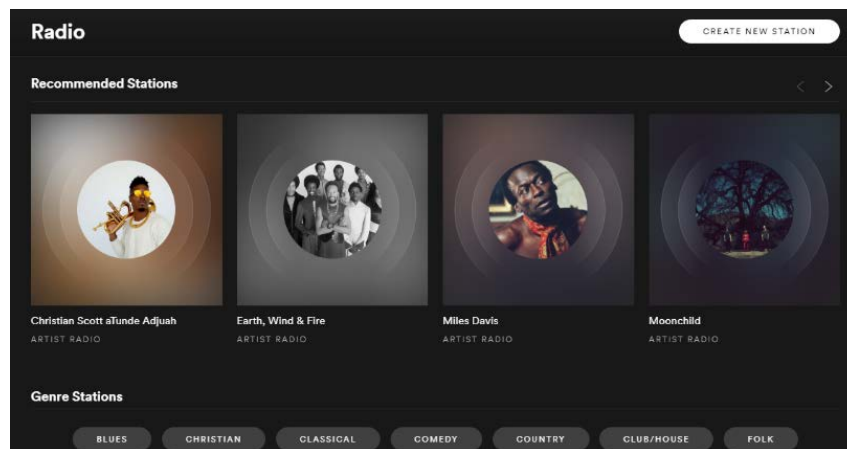 Radio
CREATE NEW STATION
Recommended Stations
Christian Scott aTunde Adjuah
Earth, Wind & Fire
Miles Davis
Moonchild
ARTIST RADIO
ARTIST RADIO
ARTIST RADIO
ARTIST RADIO
Genre Stations
BLUES
CHRISTIAN
CLASSICAL
COMEDY
COUNTRY
CLUB/HOUSE
FOLK